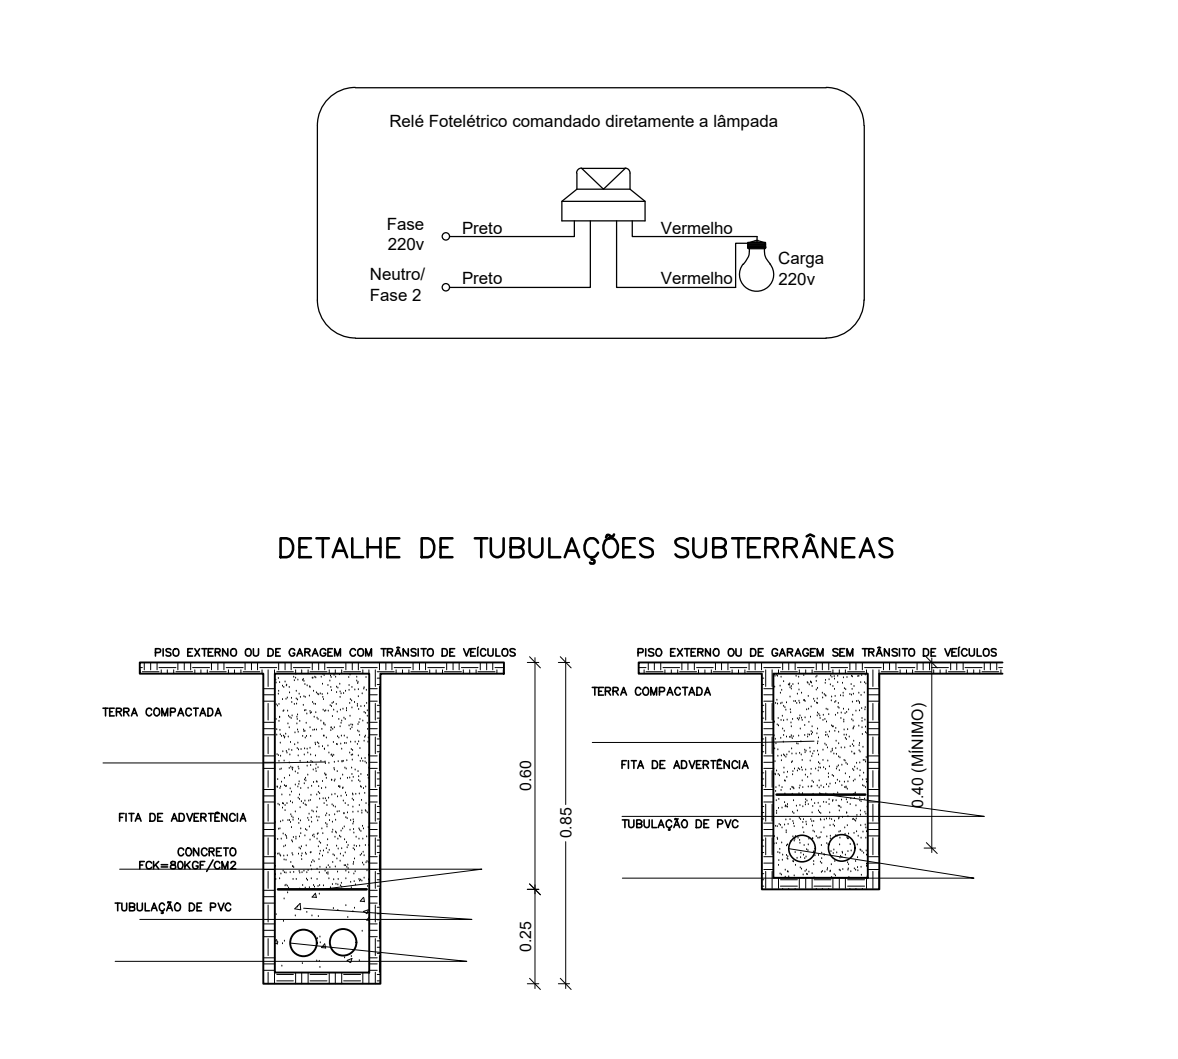 Relé Fotelétrico comandado diretamente a lâmpada
Fase
220v
Preto
Vermelho
Neutro/
Fase 2
Preto
Vermelho
Carga
220v
DETALHE DE TUBULAÇÕES SUBTERRÂNEAS
PISO EXTERNO OU DE GARAGEM COM TRÂNSITO DE VEÍCULOS
TERRA COMPACTADA
FITA DE ADVERTÊNCIA
CONCRETO
FCK=80KGF/CM2
TUBULAÇÃO DE PVC
0.60
0.85
0.25
PISO EXTERNO OU DE GARAGEM SEM TRÂNSITO DE VEÍCULOS
TERRA COMPACTADA
FITA DE ADVERTÊNCIA
TUBULAÇÃO DE PVC
0.40 (MÍNIMO)